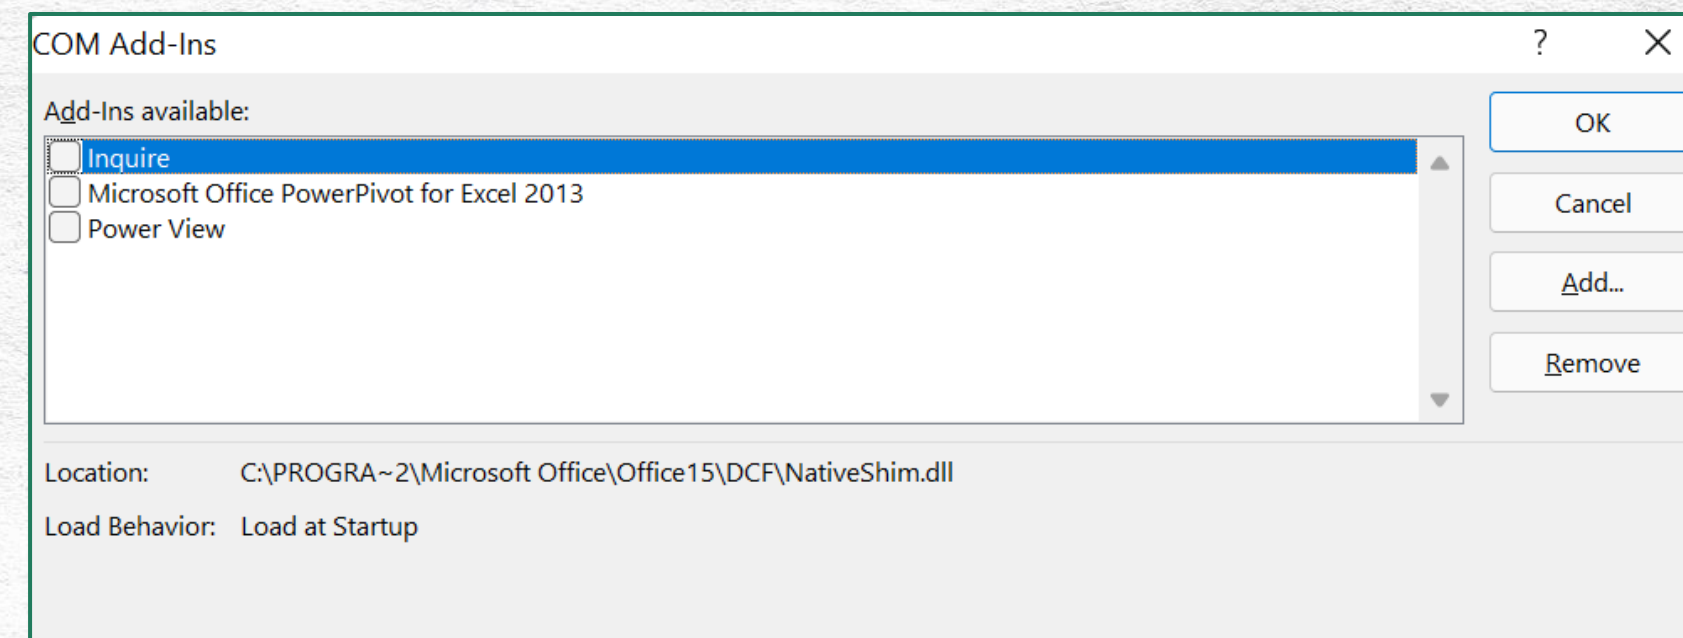 COM Add-Ins
?
Add-Ins available:
OK
Inquire
Microsoft Office PowerPivot for Excel 2013
Cancel
Power View
Add...
Remove
Location: C:\PROGRA~2\Microsoft Office\Office15\DCF\NativeShim.dll
Load Behavior: Load at Startup